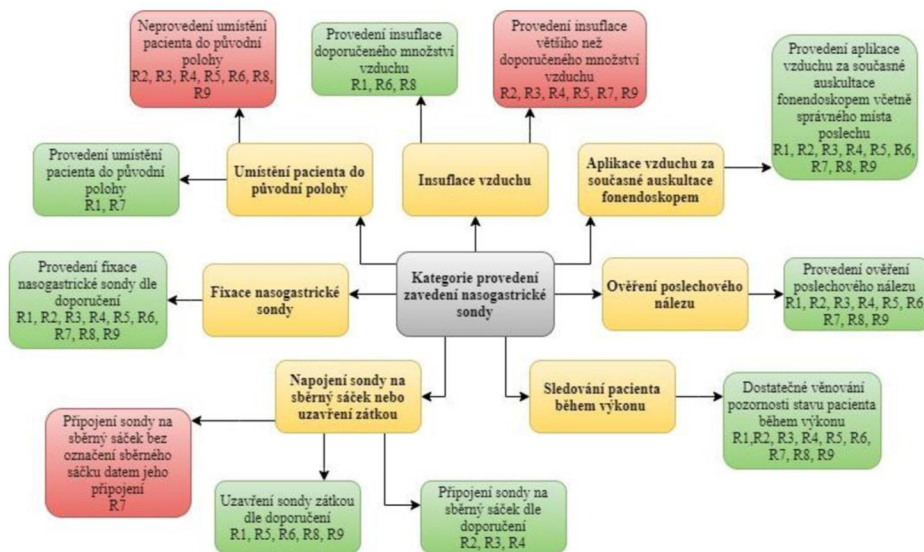 Neprovedení umístění
pacienta do původní
polohy
R2, R3, R4, R5, R6, R8,
R9
Provedení insuflace
doporučeného množství
vzduchu
R1, R6, R8
Provedení insuflace
většího než
doporučeného množství
vzduchu
R2, R3, R4, R5, R7, R9
Provedení aplikace
vzduchu za současné
auskultace
fonendoskopem včetně
správného místa
poslechu
R1, R2, R3, R4, R5, R6,
R7, R8, R9
Provedení umístění
pacienta do původní
polohy
R1, R7
Umístění pacienta do
původní polohy
Insuflace vzduchu
Aplikace vzduchu za
současné auskultace
fonendoskopem
Provedení fixace
nasogastrické sondy dle
doporučení
R1, R2, R3, R4, R5, R6,
R7, R8, R9
Fixace nasogastrické
sondy
Kategorie provedení
zavedení nasogastrické
sondy
Ověření poslechového
nálezu
Provedení ověření
poslechového nálezu
R1, R2, R3, R4, R5, R6
R7, R8, R9
Napojení sondy na
sběrný sáček nebo
uzavření zátkou
Sledování pacienta
během výkonu
Dostatečné věnování
pozornosti stavu pacienta
během výkonu
R1,R2, R3, R4, R5, R6,
R7, R8, R9
Připojení sondy na
sběrný sáček bez
označení sběrného
sáčku datem jeho
připojení
R7
Uzavření sondy zátkou
dle doporučení
R1, R5, R6, R8, R9
Připojení sondy na
sběrný sáček dle
doporučení
R2, R3, R4